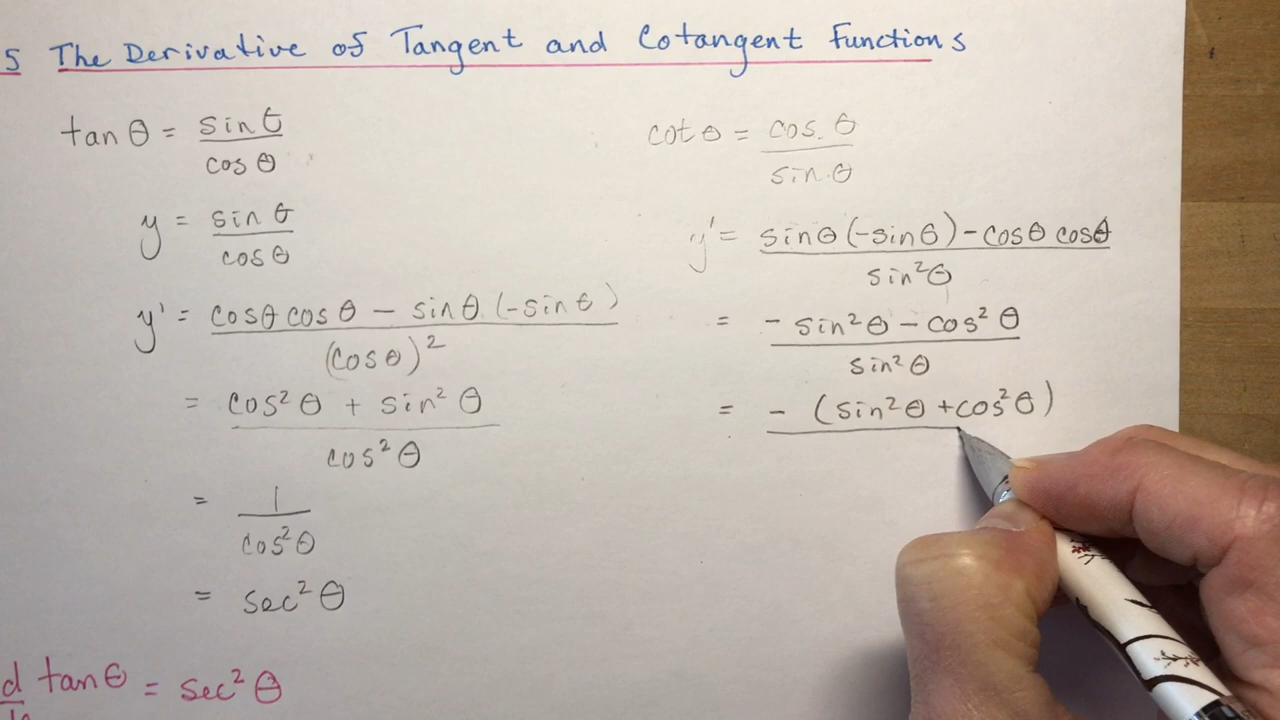 5 The Derivative of Tangent and Cotangent Functions
tan θ = sin θ / cos θ
y = sin θ / cos θ
y' = cos θ cos θ - sin θ (-sin θ) / (cos θ)²
= cos² θ + sin² θ / cos² θ
= 1 / cos² θ
= sec² θ
d tan θ = sec² θ
cot θ = cos θ / sin θ
y' = sin θ (-sin θ) - cos θ cos θ / sin² θ
= - sin² θ - cos² θ / sin² θ
= - (sin² θ + cos² θ)